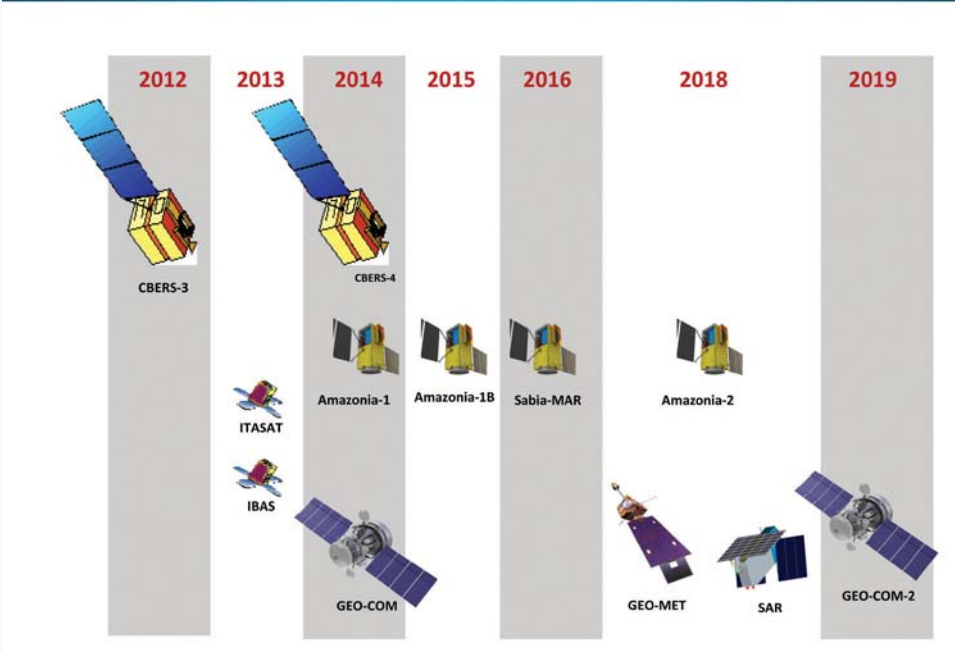 2012
2013
2014
2015
2016
2018
2019
CBERS-3
CBERS-4
Amazonia-1
Amazonia-1B
Sabia-MAR
Amazonia-2
ITASAT
IBAS
GEO-COM
GEO-MET
SAR
GEO-COM-2